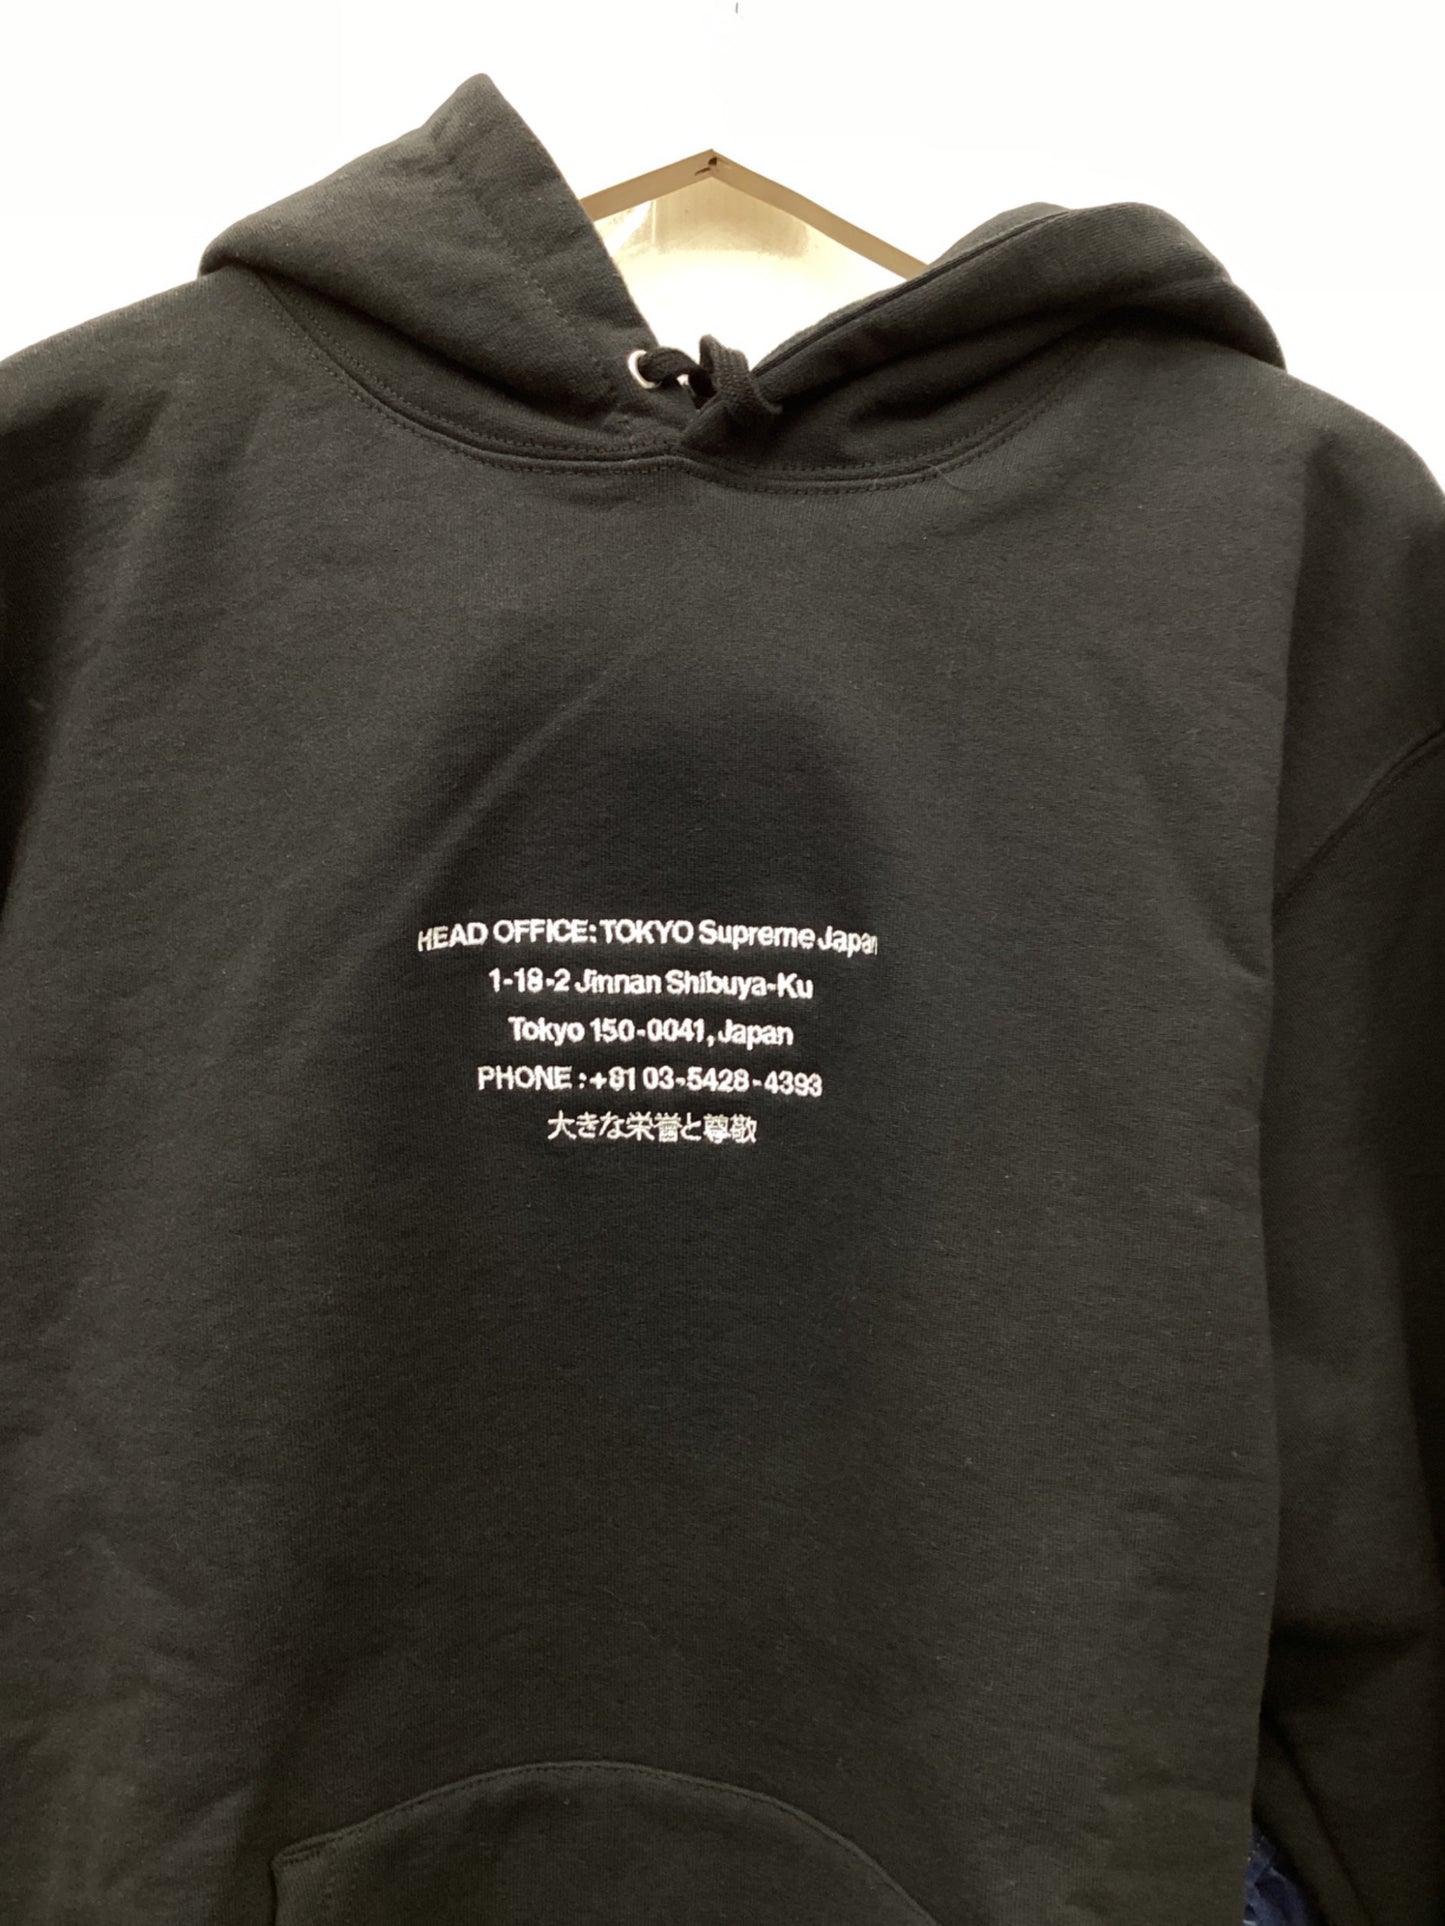 HEAD OFFICE: TOKYO Supreme Japan
1-18-2 Jinnan Shibuya-Ku
Tokyo 150-0041, Japan
PHONE : +81 03-5428-4393
大きな栄誉と尊敬